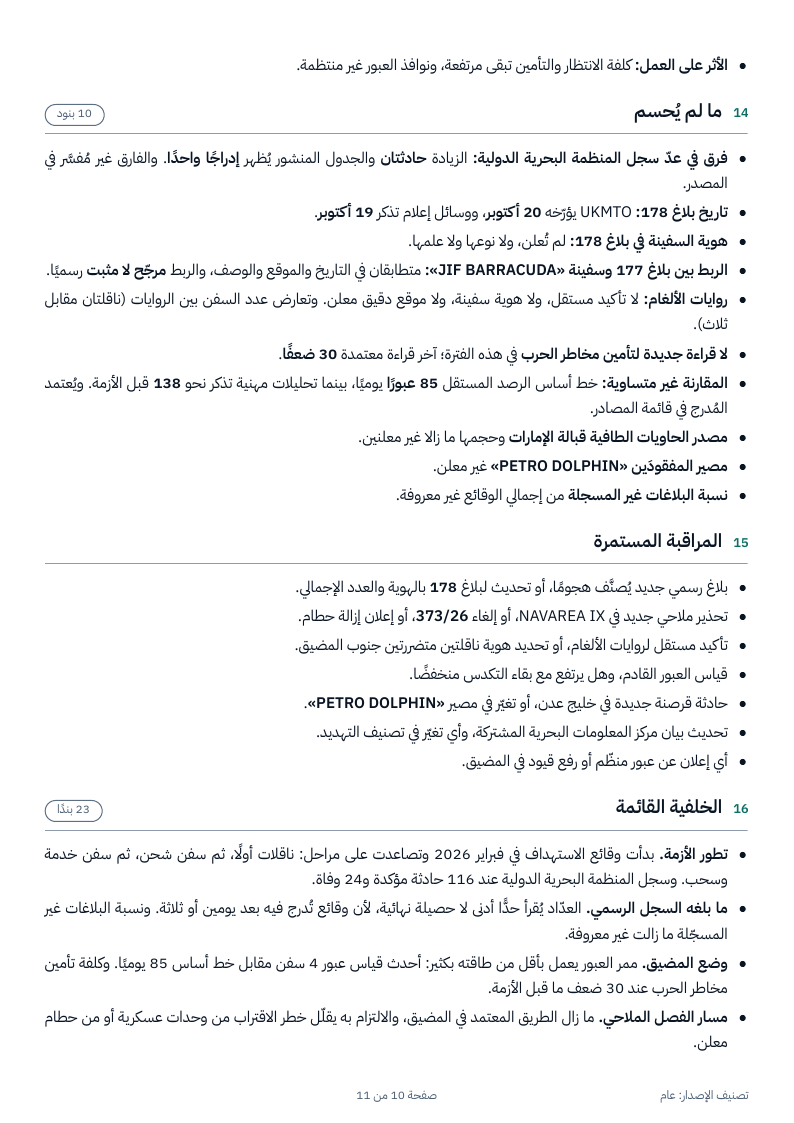 • الأثر على العمل: كلفة الانتظار والتأمين تبقى مرتفعة، ونوافذ العبور غير منتظمة.
14 ما لم يُحسم
10 بنود
• فرق في عدّ سجل المنظمة البحرية الدولية: الزيادة حادثتان والجدول المنشور يُظهر إدراجًا واحدًا. والفارق غير مُفسَّر في
المصدر.
• تاريخ بلاغ 178: UKMTO يؤرّخه 20 أكتوبر، ووسائل إعلام تذكر 19 أكتوبر.
• هوية السفينة في بلاغ 178: لم تُعلن، ولا نوعها ولا علمها.
• الربط بين بلاغ 177 وسفينة «JIF BARRACUDA»: متطابقان في التاريخ والموقع والوصف، والربط مرجّح لا مثبت رسميًا.
• روايات الألغام: لا تأكيد مستقل، ولا هوية سفينة، ولا موقع دقيق معلن. وتعارض عدد السفن بين الروايات (ناقلتان مقابل
ثلاث).
• لا قراءة جديدة لتأمين مخاطر الحرب في هذه الفترة؛ آخر قراءة معتمدة 30 ضعفًا.
• المقارنة غير متساوية: خط أساس الرصد المستقل 85 عبورًا يوميًا، بينما تحليلات مهنية تذكر نحو 138 قبل الأزمة. ويُعتمد
المُدرج في قائمة المصادر.
• مصدر الحاويات الطافية قبالة الإمارات وحجمها ما زالا غير معلنين.
• مصير المفقودَين «PETRO DOLPHIN» غير معلن.
• نسبة البلاغات غير المسجلة من إجمالي الوقائع غير معروفة.
15 المراقبة المستمرة
• بلاغ رسمي جديد يُصنَّف هجومًا، أو تحديث لبلاغ 178 بالهوية والعدد الإجمالي.
• تحذير ملاحي جديد في NAVAREA IX، أو إلغاء 373/26، أو إعلان إزالة حطام.
• تأكيد مستقل لروايات الألغام، أو تحديد هوية ناقلتين متضررتين جنوب المضيق.
• قياس العبور القادم، وهل يرتفع مع بقاء التكدس منخفضًا.
• حادثة قرصنة جديدة في خليج عدن، أو تغيّر في مصير «PETRO DOLPHIN».
• تحديث بيان مركز المعلومات البحرية المشتركة، وأي تغيّر في تصنيف التهديد.
• أي إعلان عن عبور منظّم أو رفع قيود في المضيق.
16 الخلفية القائمة
23 بندًا
• تطور الأزمة. بدأت وقائع الاستهداف في فبراير 2026 وتصاعدت على مراحل: ناقلات أولًا، ثم سفن شحن، ثم سفن خدمة
وسحب. وسجل المنظمة البحرية الدولية عند 116 حادثة مؤكدة و24 وفاة.
• ما بلغه السجل الرسمي. العدّاد يُقرأ حدًّا أدنى لا حصيلة نهائية، لأن وقائع تُدرج فيه بعد يومين أو ثلاثة. ونسبة البلاغات غير
المسجّلة ما زالت غير معروفة.
• وضع المضيق. ممر العبور يعمل بأقل من طاقته بكثير: أحدث قياس عبور 4 سفن مقابل خط أساس 85 يوميًا. وكلفة تأمين
مخاطر الحرب عند 30 ضعف ما قبل الأزمة.
• مسار الفصل الملاحي. ما زال الطريق المعتمد في المضيق، والالتزام به يقلّل خطر الاقتراب من وحدات عسكرية أو من حطام
معلن.
تصنيف الإصدار: عام
صفحة 10 من 11